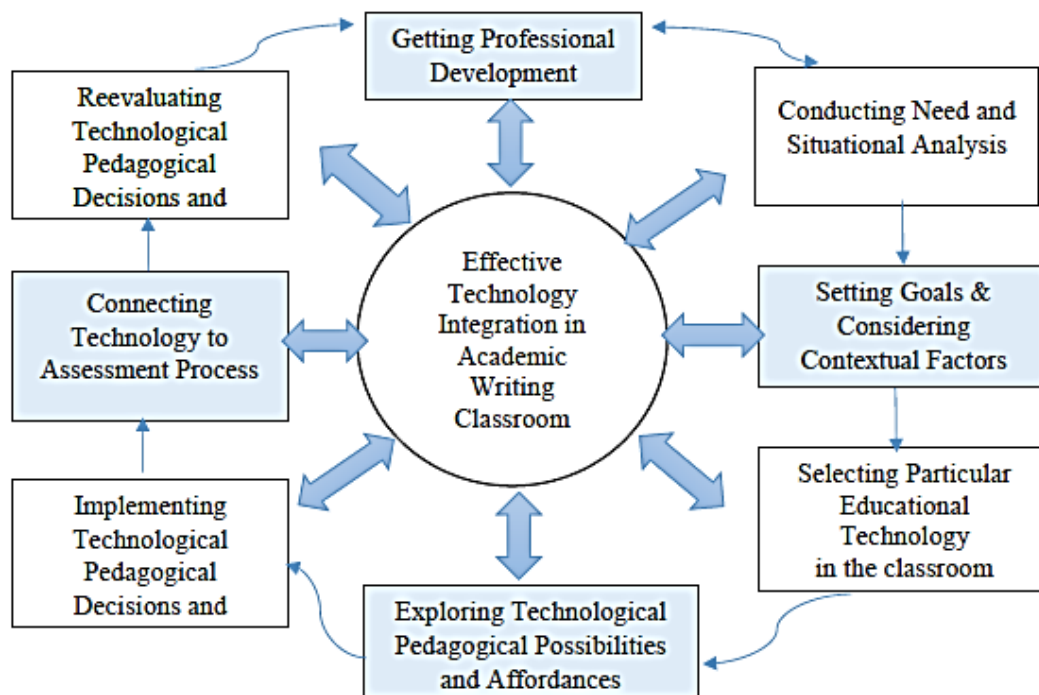 Getting Professional
Development
Conducting Need and
Situational Analysis
Setting Goals &
Considering
Contextual Factors
Selecting Particular
Educational
Technology
in the classroom
Exploring Technological
Pedagogical Possibilities
and Affordances
Implementing
Technological
Pedagogical
Decisions and
Connecting
Technology to
Assessment Process
Reevaluating
Technological
Pedagogical
Decisions and
Effective
Technology
Integration in
Academic
Writing
Classroom